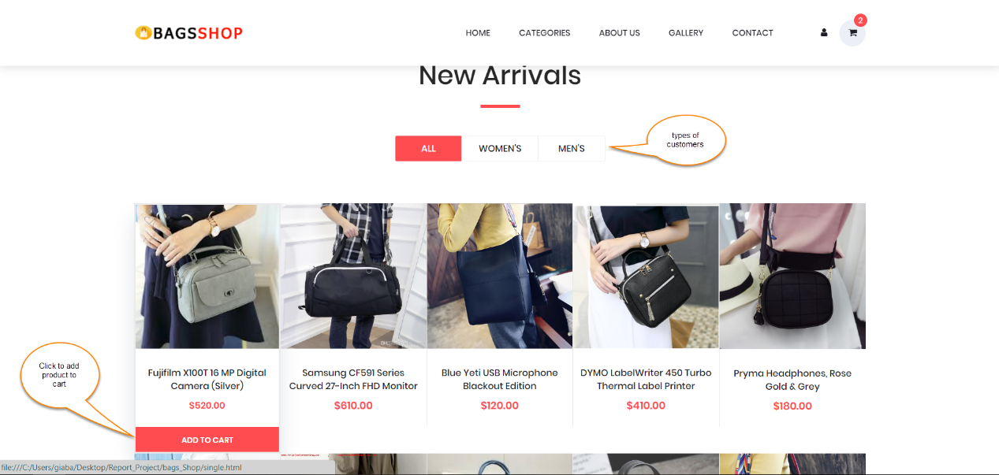 BAGSSHOP
HOME
CATEGORIES
ABOUT US
GALLERY
CONTACT
2
New Arrivals
ALL
WOMEN'S
MEN'S
types of
customers
Fujifilm X100T 16 MP Digital
Camera (Silver)
$520.00
ADD TO CART
Samsung CF591 Series
Curved 27-Inch FHD Monitor
$610.00
Blue Yeti USB Microphone
Blackout Edition
$120.00
DYMO LabelWriter 450 Turbo
Thermal Label Printer
$410.00
Pryma Headphones, Rose
Gold & Grey
$180.00
Click to add
product to
cart
file:///C:/Users/giaba/Desktop/Report_Project/bags_Shop/single.html